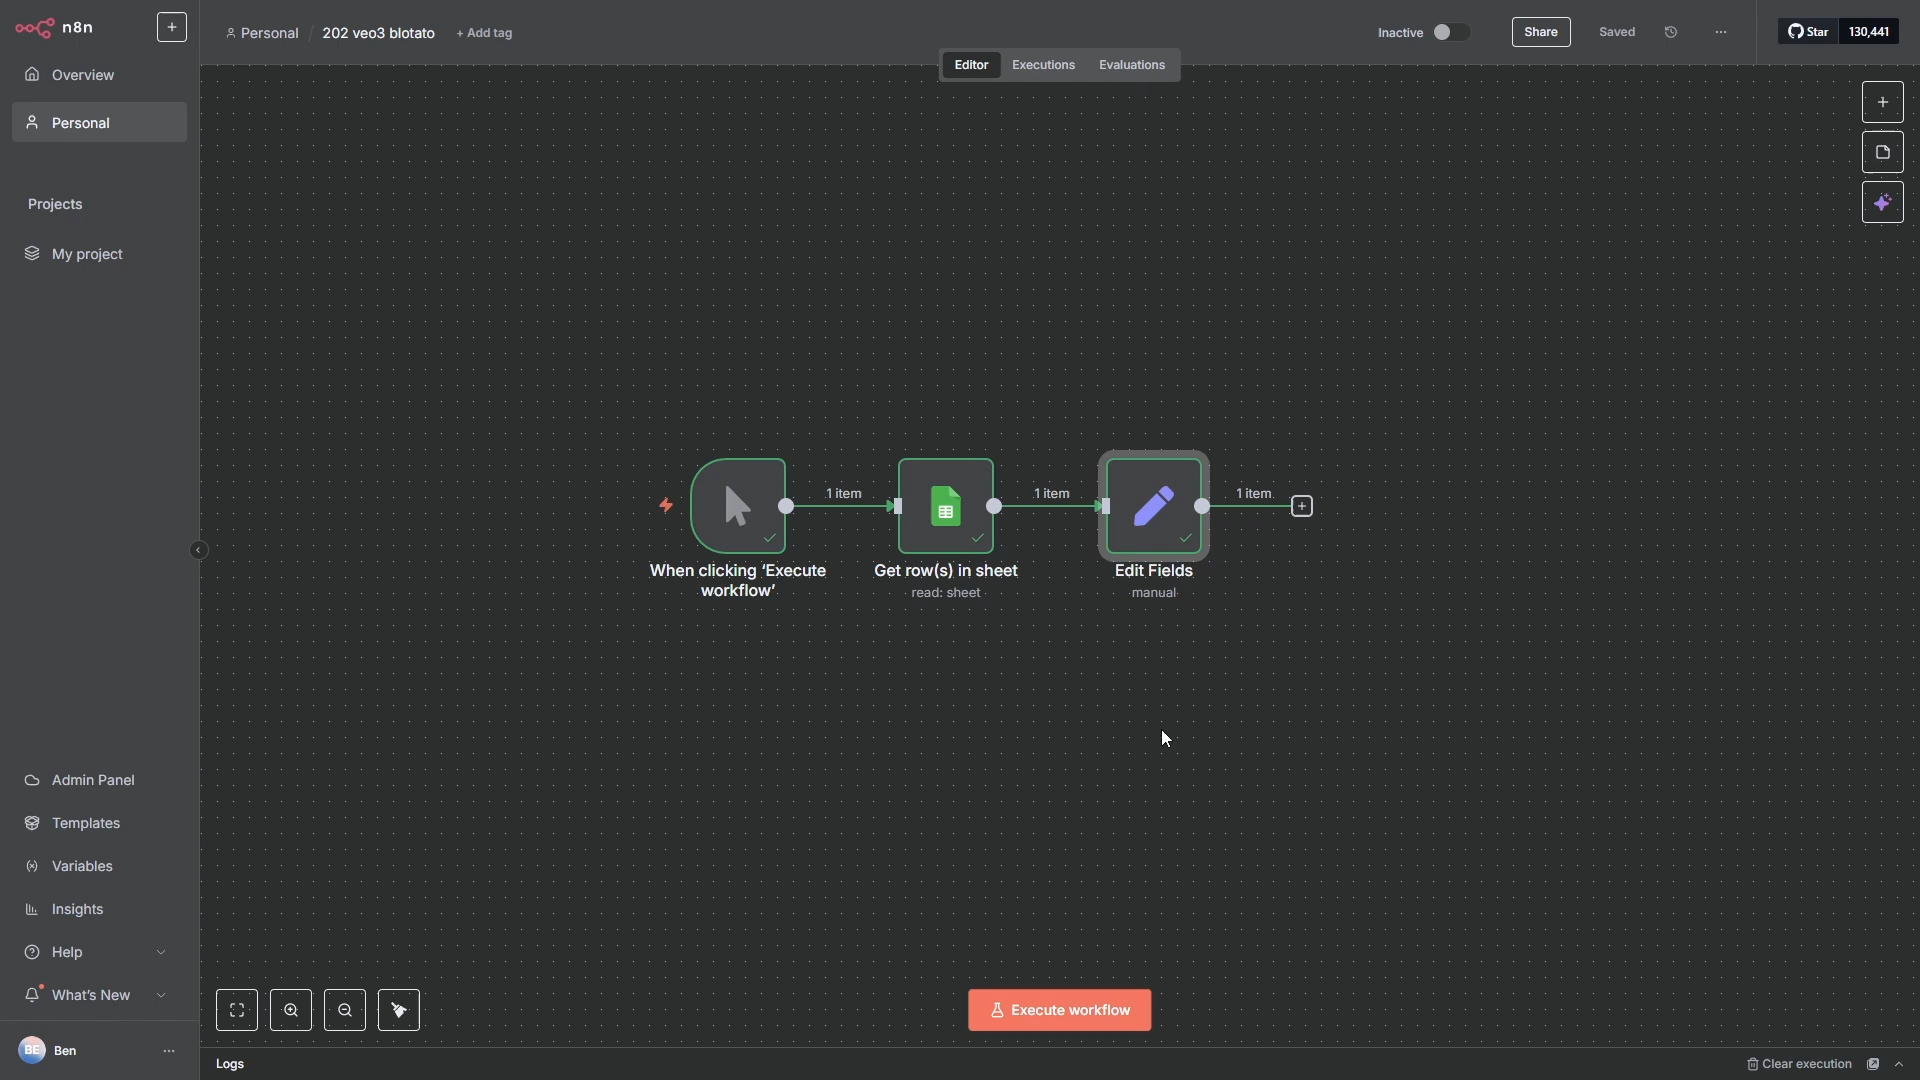 n8n
+
Personal / 202 veo3 blotato + Add tag
Inactive
Share
Saved
Star 130,441
Editor Executions Evaluations
Overview
Personal
Projects
My project
1 item
1 item
1 item
When clicking ‘Execute
workflow’
Get row(s) in sheet
read: sheet
Edit Fields
manual
Admin Panel
Templates
Variables
Insights
Help
What's New
BE Ben
Execute workflow
Logs
Clear execution